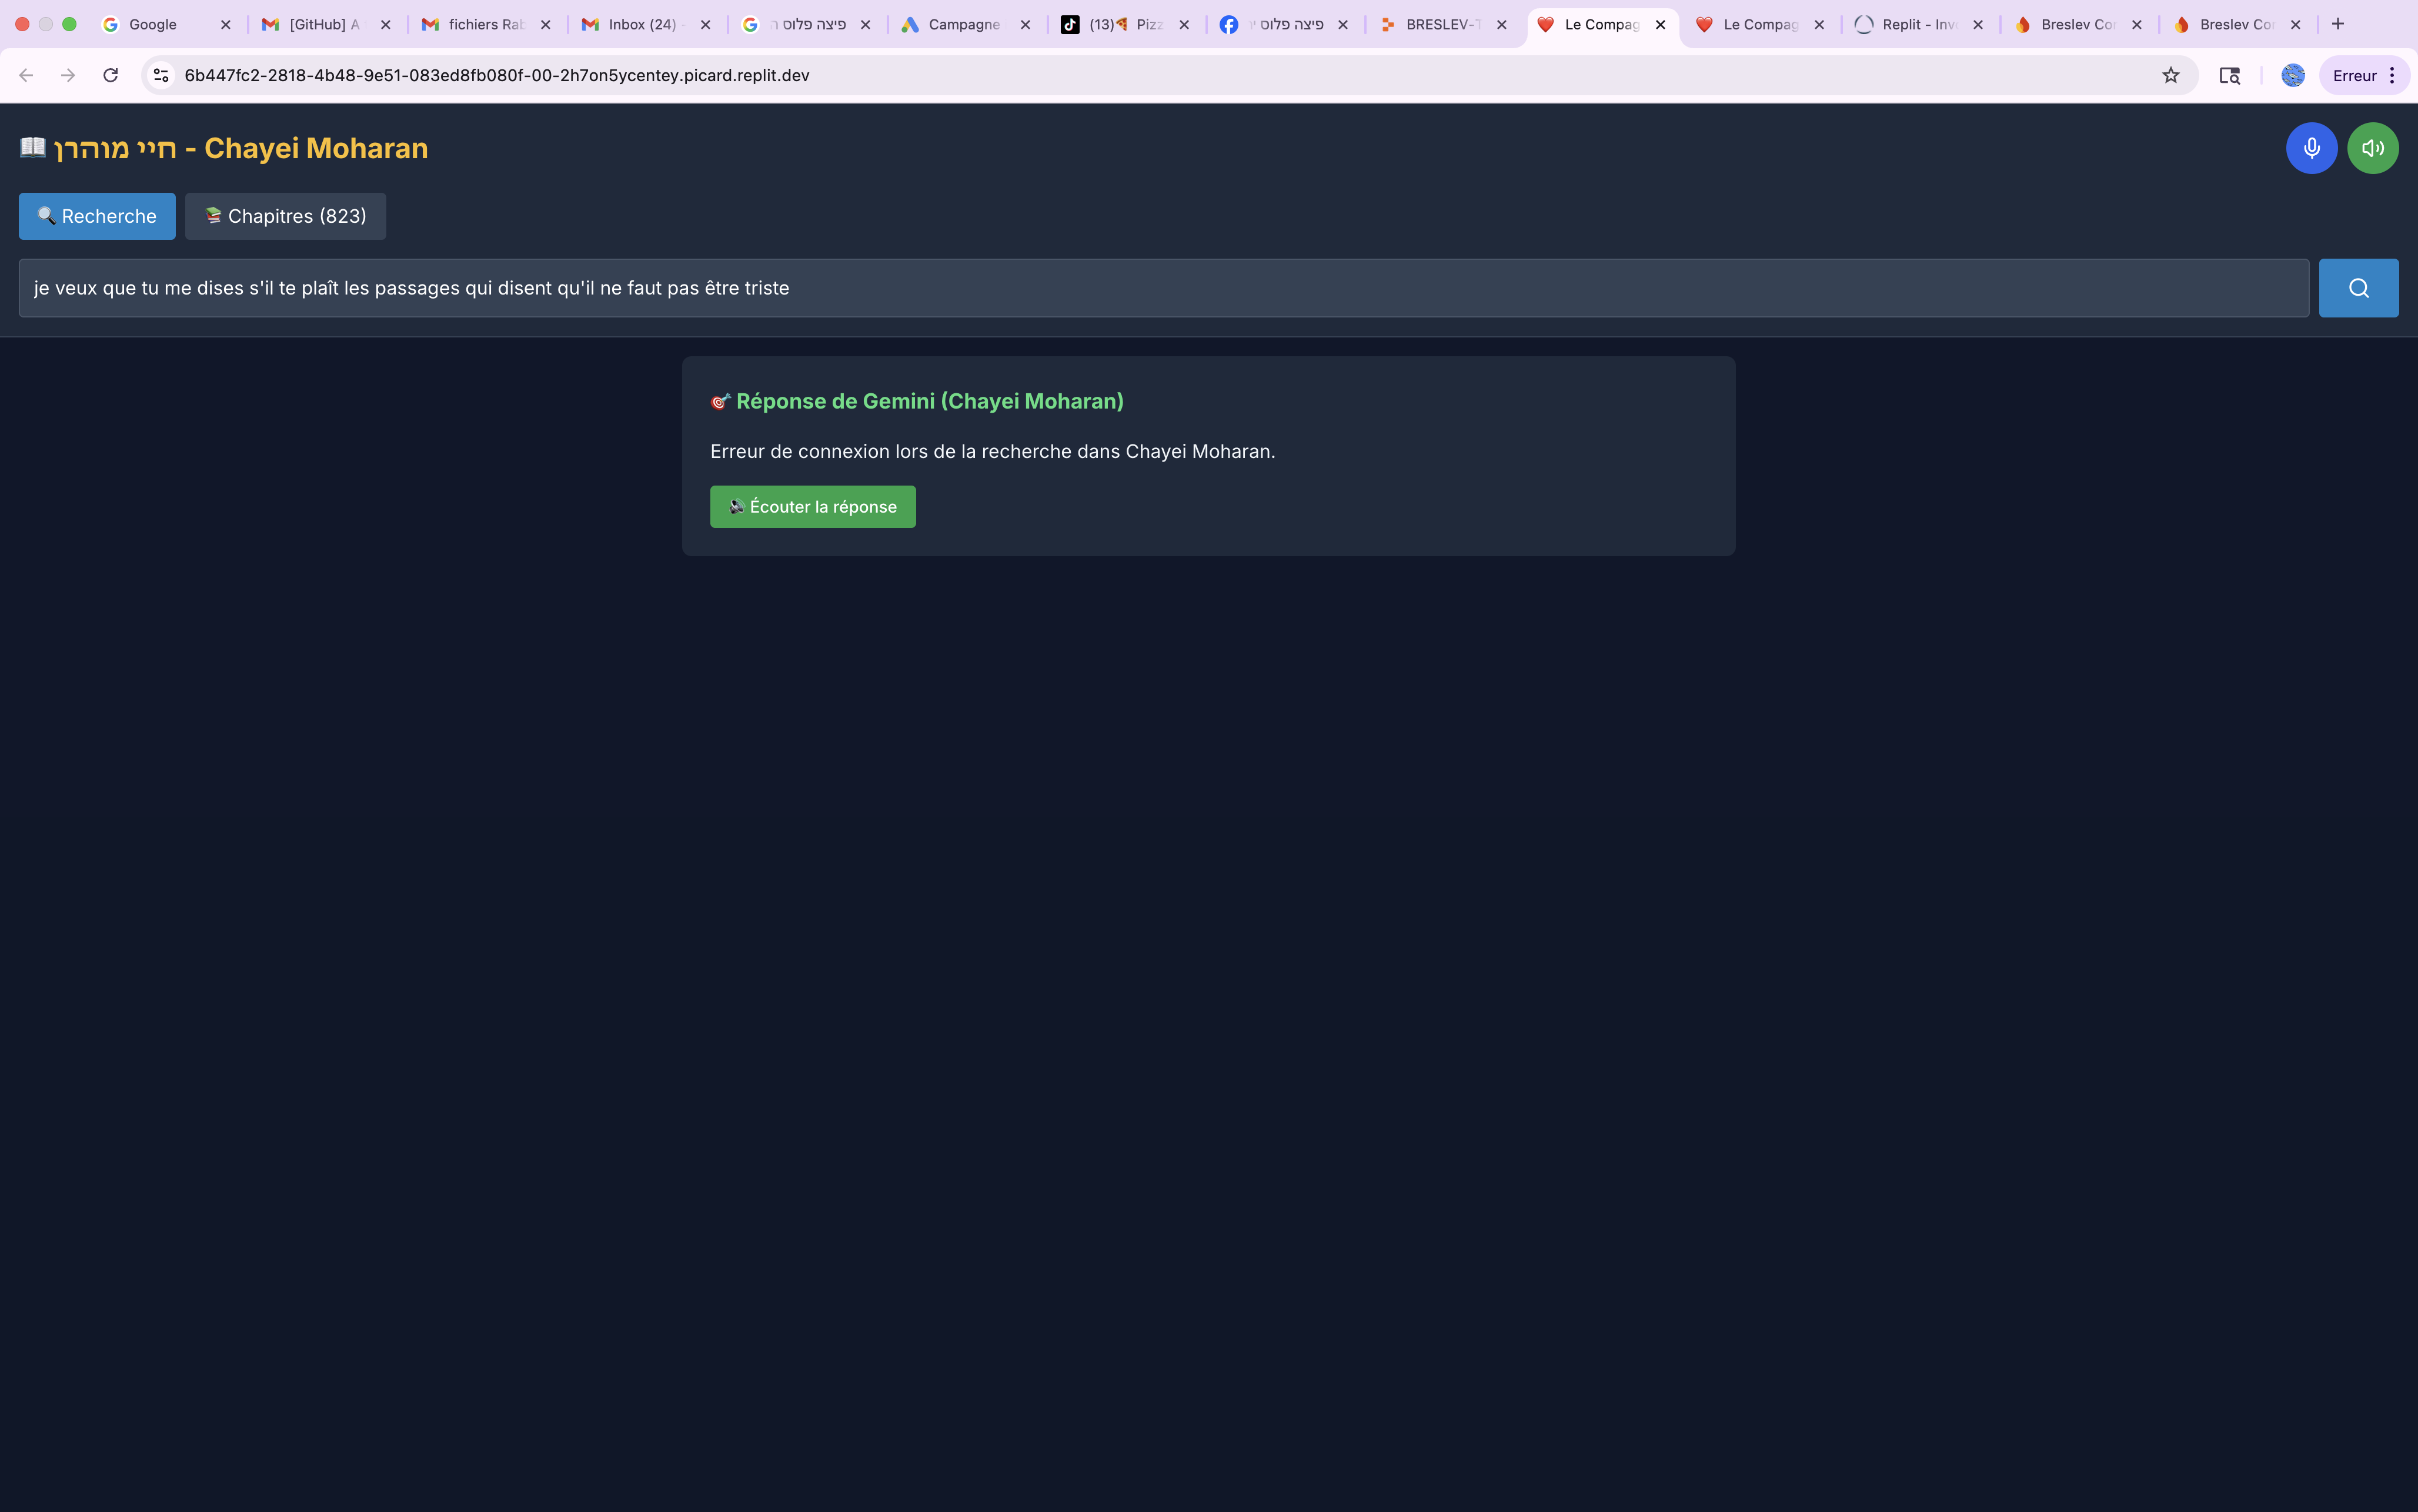 Google
[GitHub] A
fichiers Rab
Inbox (24) -
פיצה פלוס ר
Campagne
(13) Pizz
פיצה פלוס יר
BRESLEV-T
Le Compag
Le Compag
Replit - Inv
Breslev Cor
Breslev Cor
6b447fc2-2818-4b48-9e51-083ed8fb080f-00-2h7on5ycentey.picard.replit.dev
Erreur
חיי מוהרן - Chayei Moharan
Recherche
Chapitres (823)
je veux que tu me dises s'il te plaît les passages qui disent qu'il ne faut pas être triste
Réponse de Gemini (Chayei Moharan)
Erreur de connexion lors de la recherche dans Chayei Moharan.
Écouter la réponse